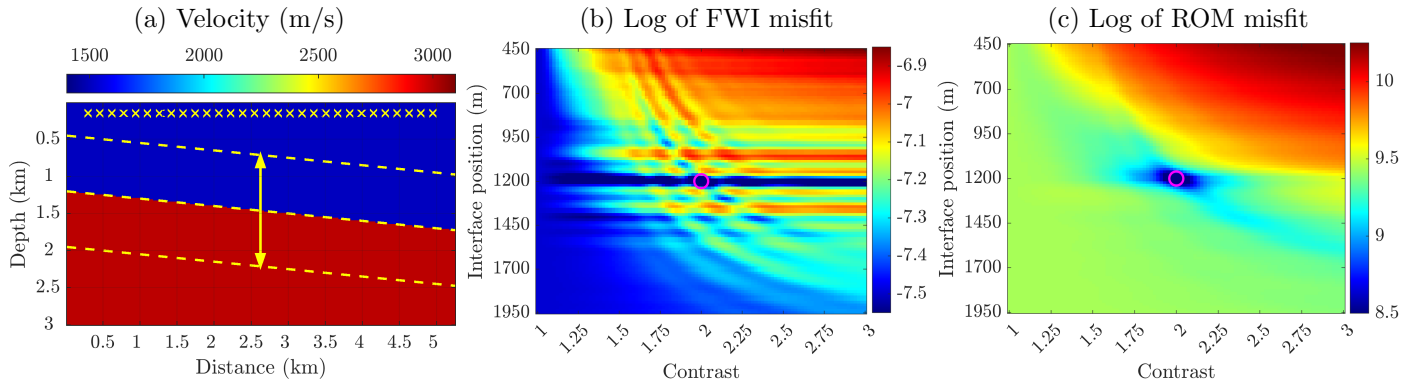 (a) Velocity (m/s)
1500 2000 2500 3000
0.5
1
1.5
2
2.5
3
Depth (km)
0.5 1 1.5 2 2.5 3 3.5 4 4.5 5
Distance (km)
(b) Log of FWI misfit
450
700
950
1200
1450
1700
1950
Interface position (m)
1 1.25 1.5 1.75 2 2.25 2.5 2.75 3
Contrast
-6.9
-7
-7.1
-7.2
-7.3
-7.4
-7.5
(c) Log of ROM misfit
450
700
950
1200
1450
1700
1950
Interface position (m)
1 1.25 1.5 1.75 2 2.25 2.5 2.75 3
Contrast
10
9.5
9
8.5